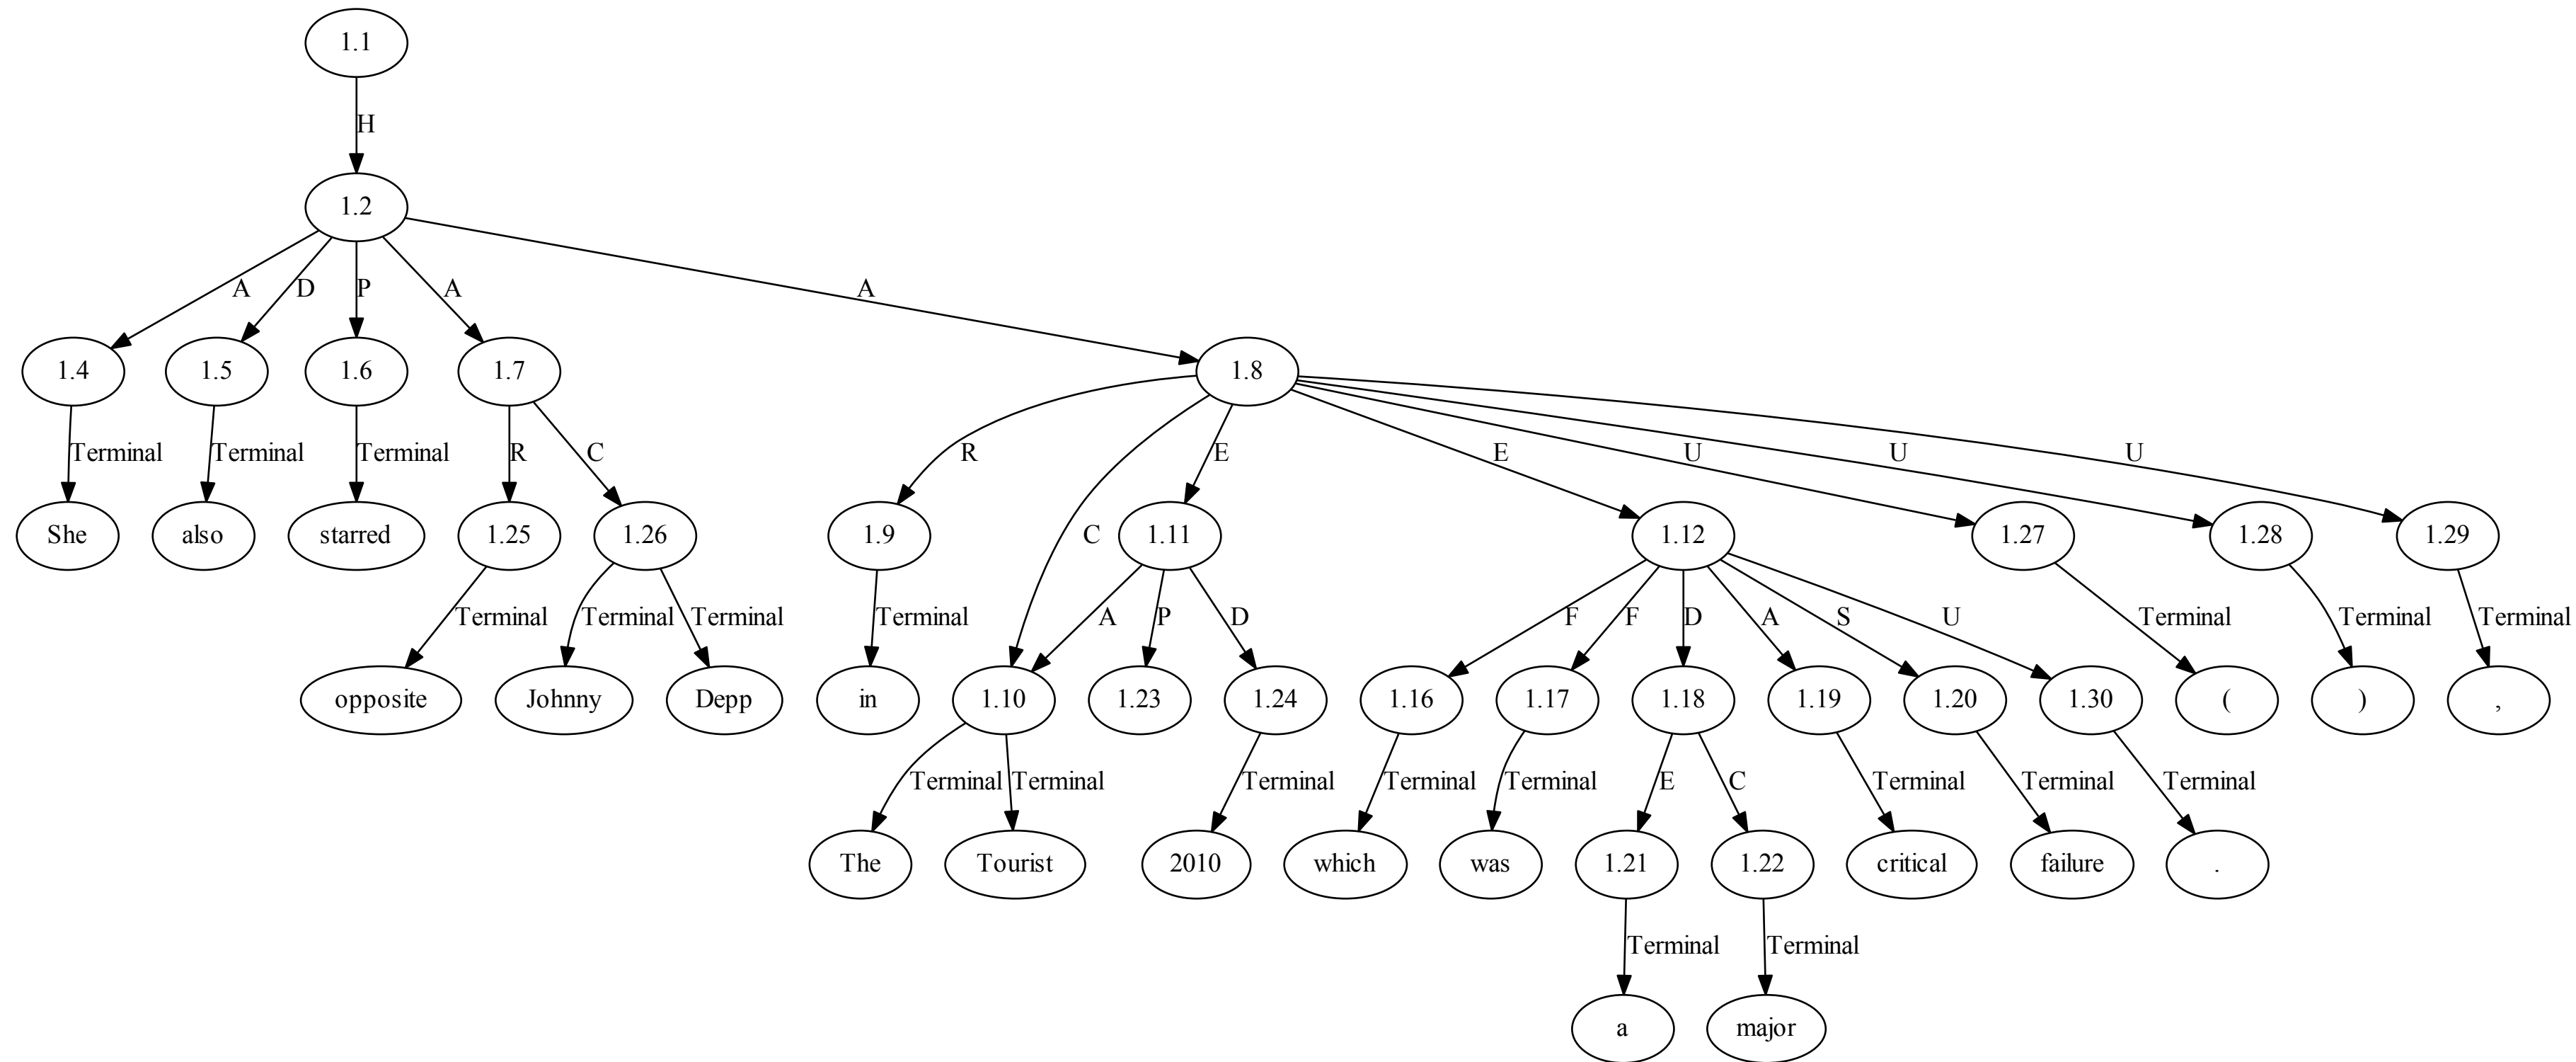 1.1
H
1.2
A D P A A
1.4 1.5 1.6 1.7 1.8
Terminal Terminal Terminal R C R C E E U U U
She also starred 1.25 1.26 1.9 1.11 1.12 1.27 1.28 1.29
Terminal Terminal Terminal Terminal A P D F F D A S U Terminal Terminal Terminal
opposite Johnny Depp in 1.10 1.23 1.24 1.16 1.17 1.18 1.19 1.20 1.30 ( ) ,
Terminal Terminal Terminal Terminal Terminal E C Terminal Terminal Terminal
The Tourist 2010 which was 1.21 1.22 critical failure .
Terminal Terminal
a major